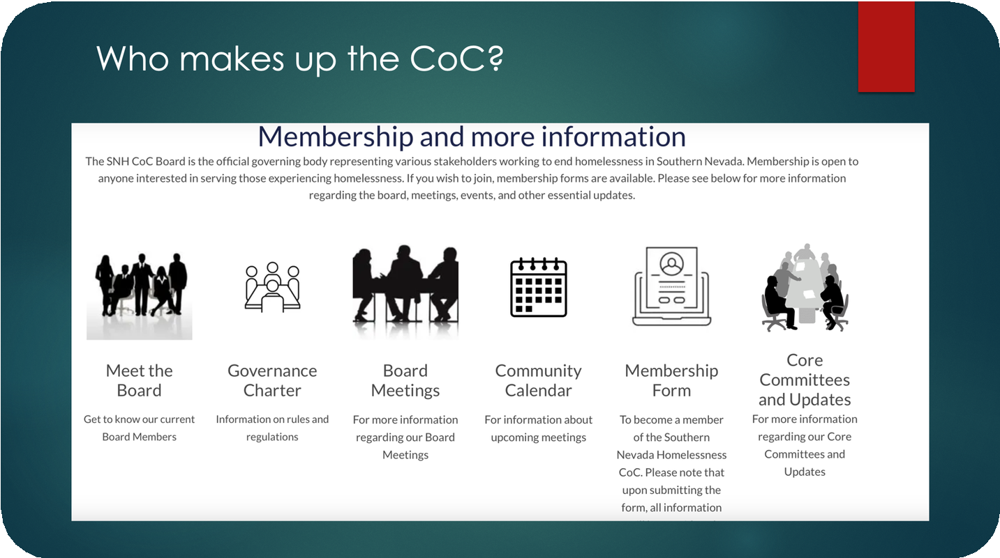 Who makes up the CoC?
Membership and more information
The SNH CoC Board is the official governing body representing various stakeholders working to end homelessness in Southern Nevada. Membership is open to
anyone interested in serving those experiencing homelessness. If you wish to join, membership forms are available. Please see below for more information
regarding the board, meetings, events, and other essential updates.
Meet the
Board
Get to know our current
Board Members
Governance
Charter
Information on rules and
regulations
Board
Meetings
For more information
regarding our Board
Meetings
Community
Calendar
For information about
upcoming meetings
Membership
Form
To become a member
of the Southern
Nevada Homelessness
CoC. Please note that
upon submitting the
form, all information
Core
Committees
and Updates
For more information
regarding our Core
Committees and
Updates